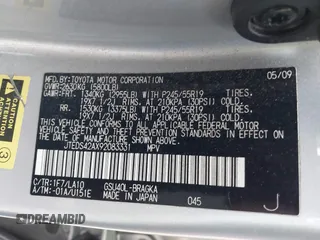 MFD.BY:TOYOTA MOTOR CORPORATION 05/09
GVWR:2630KG (5800LB)
GAWR:FRT. 1340KG (2955LB) WITH P245/55R19
19X7 1/2J RIMS, AT 210KPA (30PSI) COLD
RR. 1530KG (3375LB) WITH P245/55R19
19X7 1/2J RIMS, AT 210KPA (30PSI) COLD
THIS VEHICLE CONFORMS TO ALL APPLICABLE
FEDERAL MOTOR VEHICLE SAFETY AND THEFT
PREVENTION STANDARDS IN EFFECT ON THE DATE
OF MANUFACTURE SHOWN ABOVE.
JTEDS42AX92083331 MPV
C/TR:1F7/LA10 GSU40L-BRAGKA
A/TM:-01A/U151E MADE IN JAPAN 045 J
© BIDAMBID